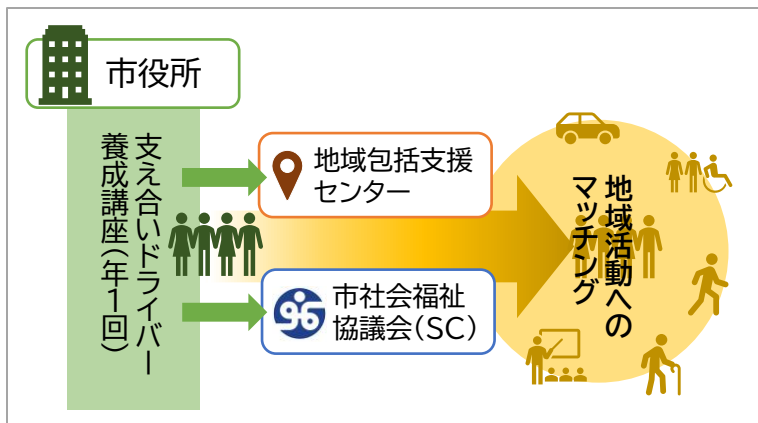 市役所
支え合いドライバー
養成講座(年1回)
地域包括支援
センター
市社会福祉
協議会(SC)
地域活動への
マッチング